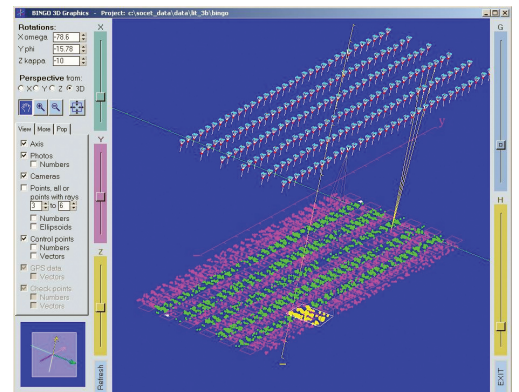 BINGO 3D Graphics - Project: c:\socet_data\data\lit_3b\bingo
Rotations:
X omega -78.6
Y phi -15.78
Z kappa -10
Perspective from:
X Y Z 3D
View More Pop
Axis
Photos
Numbers
Cameras
Points, all or
points with rays
3 to 6
Numbers
Ellipsoids
Control points
Numbers
Vectors
GPS data
Vectors
Check points
Numbers
Vectors
X
Y
Z
Refresh
y
G
H
EXIT